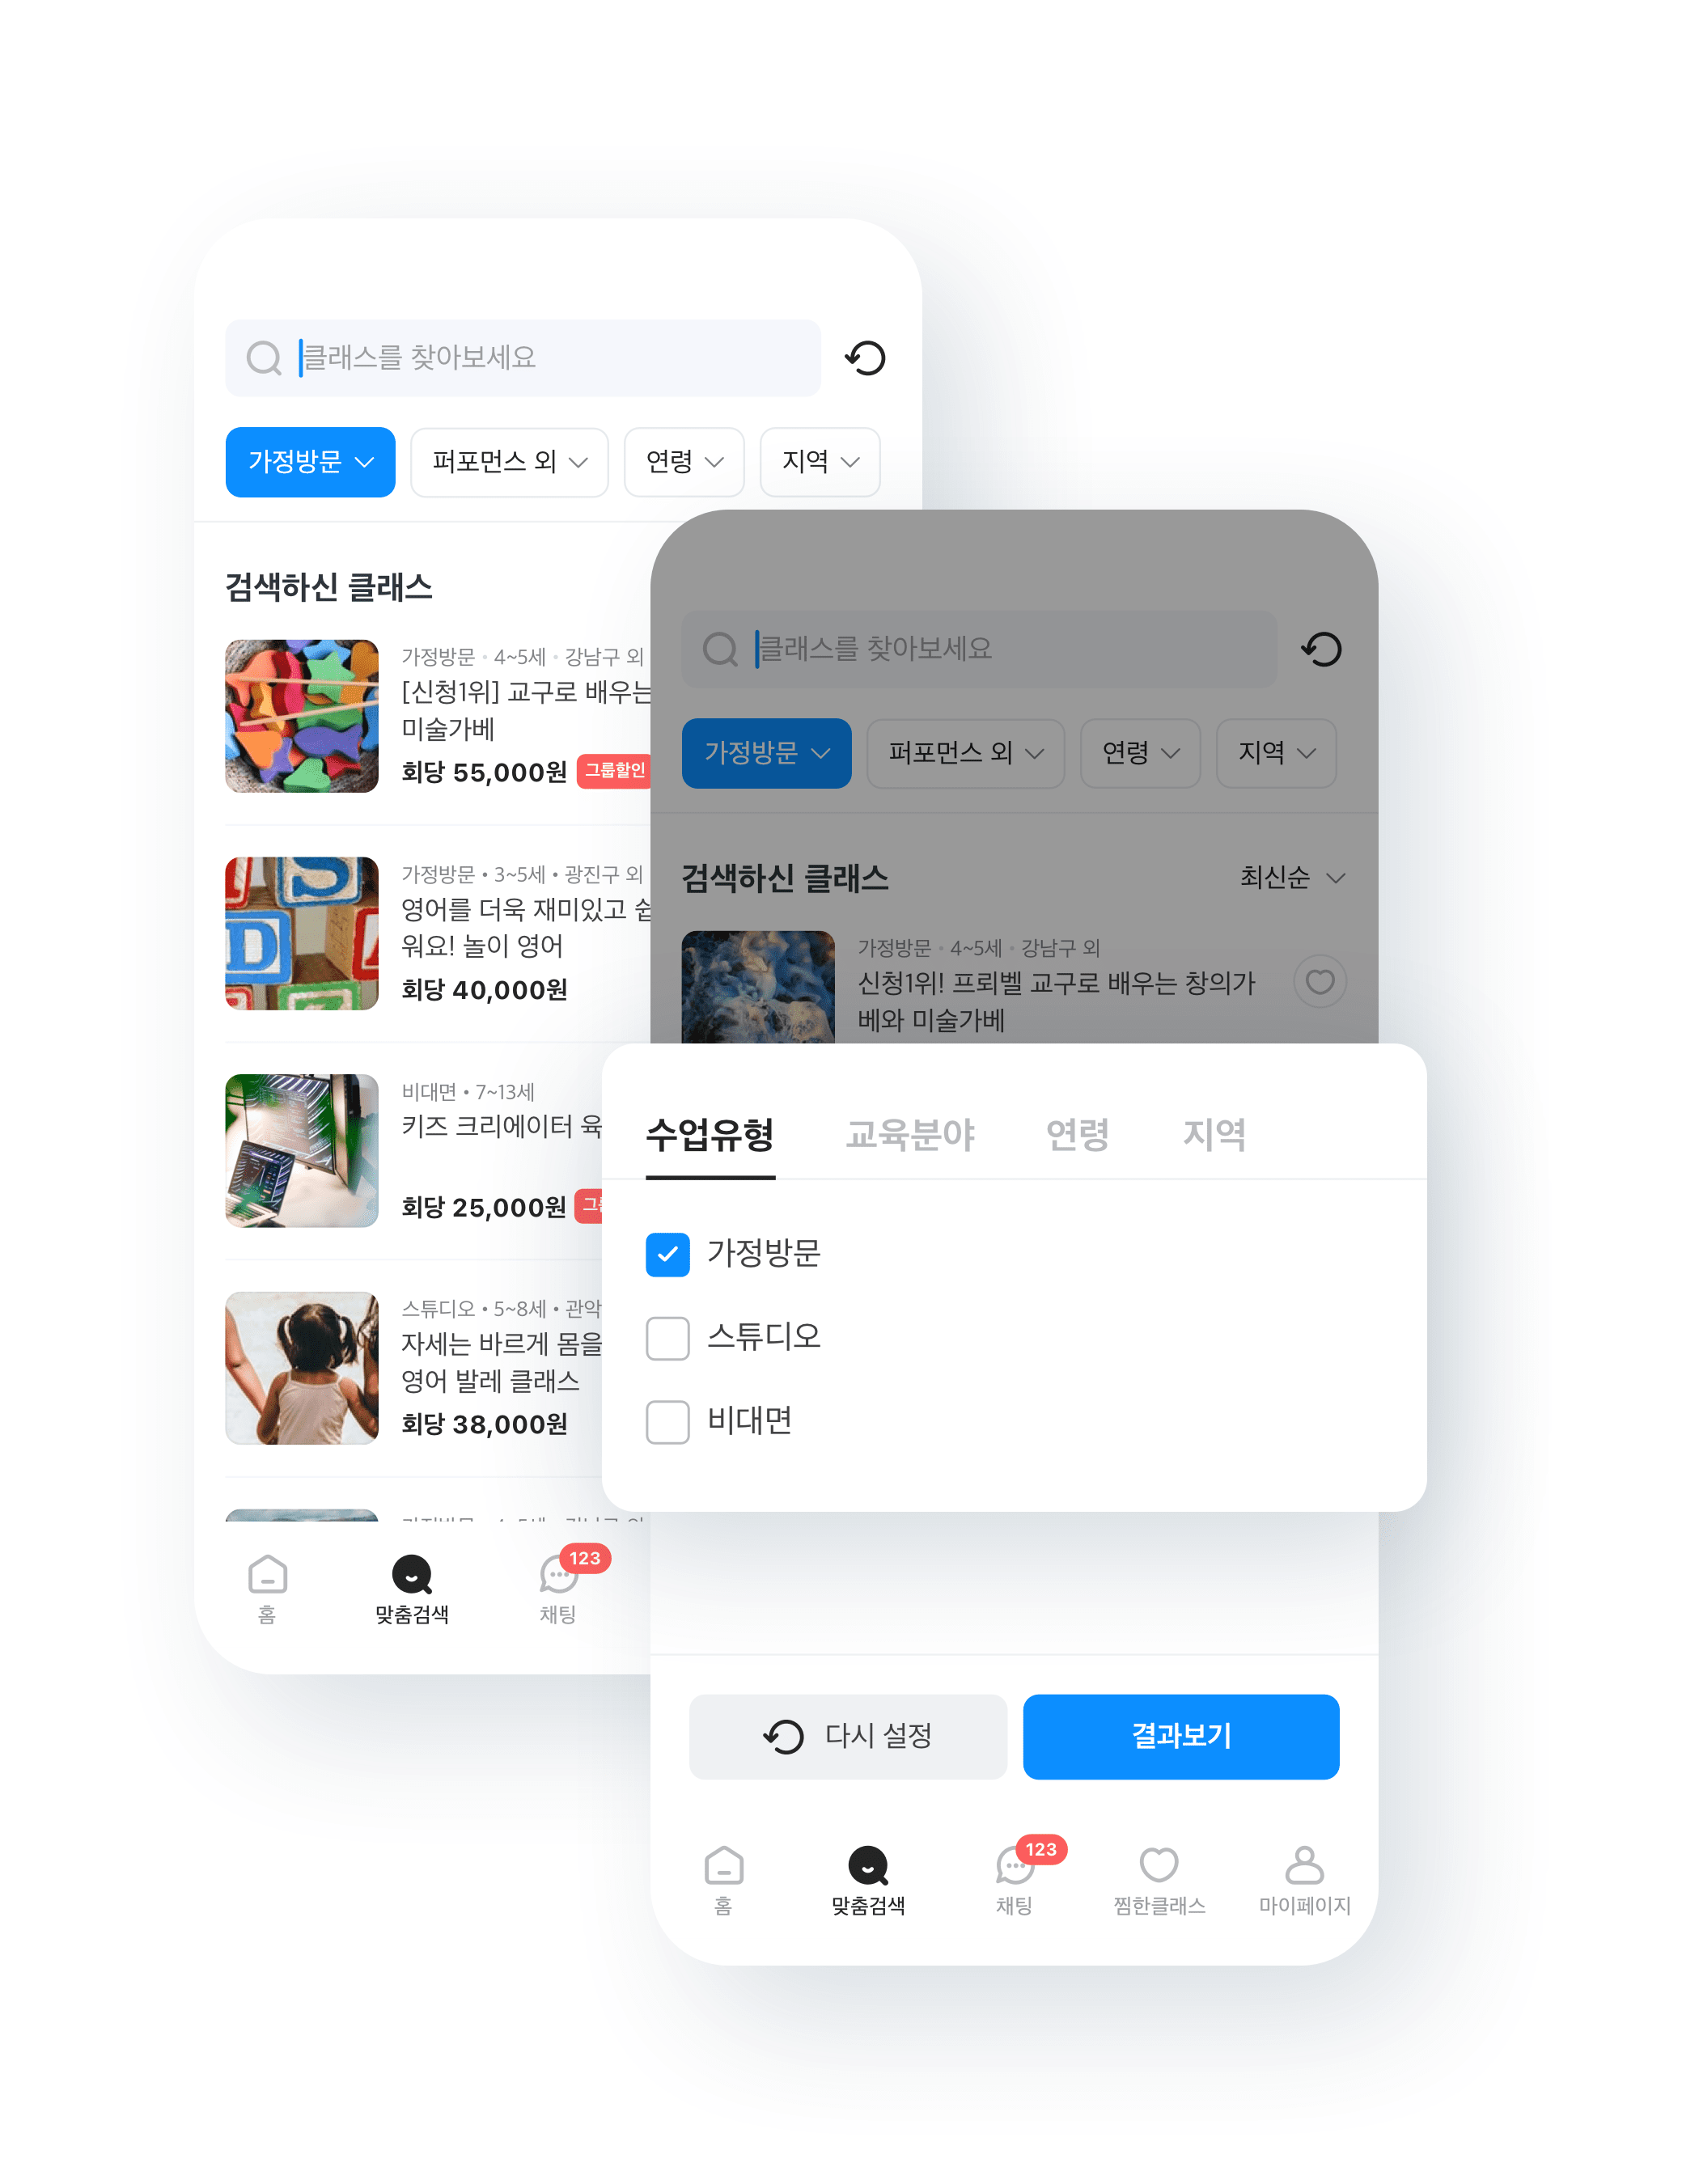 클래스를 찾아보세요
가정방문
퍼포먼스 외
연령
지역
검색하신 클래스
가정방문 • 4~5세 • 강남구 외
[신청1위] 교구로 배우는
미술가베
회당 55,000원 그룹할인
가정방문 • 3~5세 • 광진구 외
영어를 더욱 재미있고 쉽
워요! 놀이 영어
회당 40,000원
비대면 • 7~13세
키즈 크리에이터 육
회당 25,000원
스튜디오 • 5~8세 • 관악
자세는 바르게 몸을
영어 발레 클래스
회당 38,000원
홈
맞춤검색
123
채팅
클래스를 찾아보세요
가정방문
퍼포먼스 외
연령
지역
검색하신 클래스
최신순
가정방문 • 4~5세 • 강남구 외
신청1위! 프뢰벨 교구로 배우는 창의가
베와 미술가베
수업유형
교육분야
연령
지역
가정방문
스튜디오
비대면
다시 설정
결과보기
홈
맞춤검색
123
채팅
찜한클래스
마이페이지